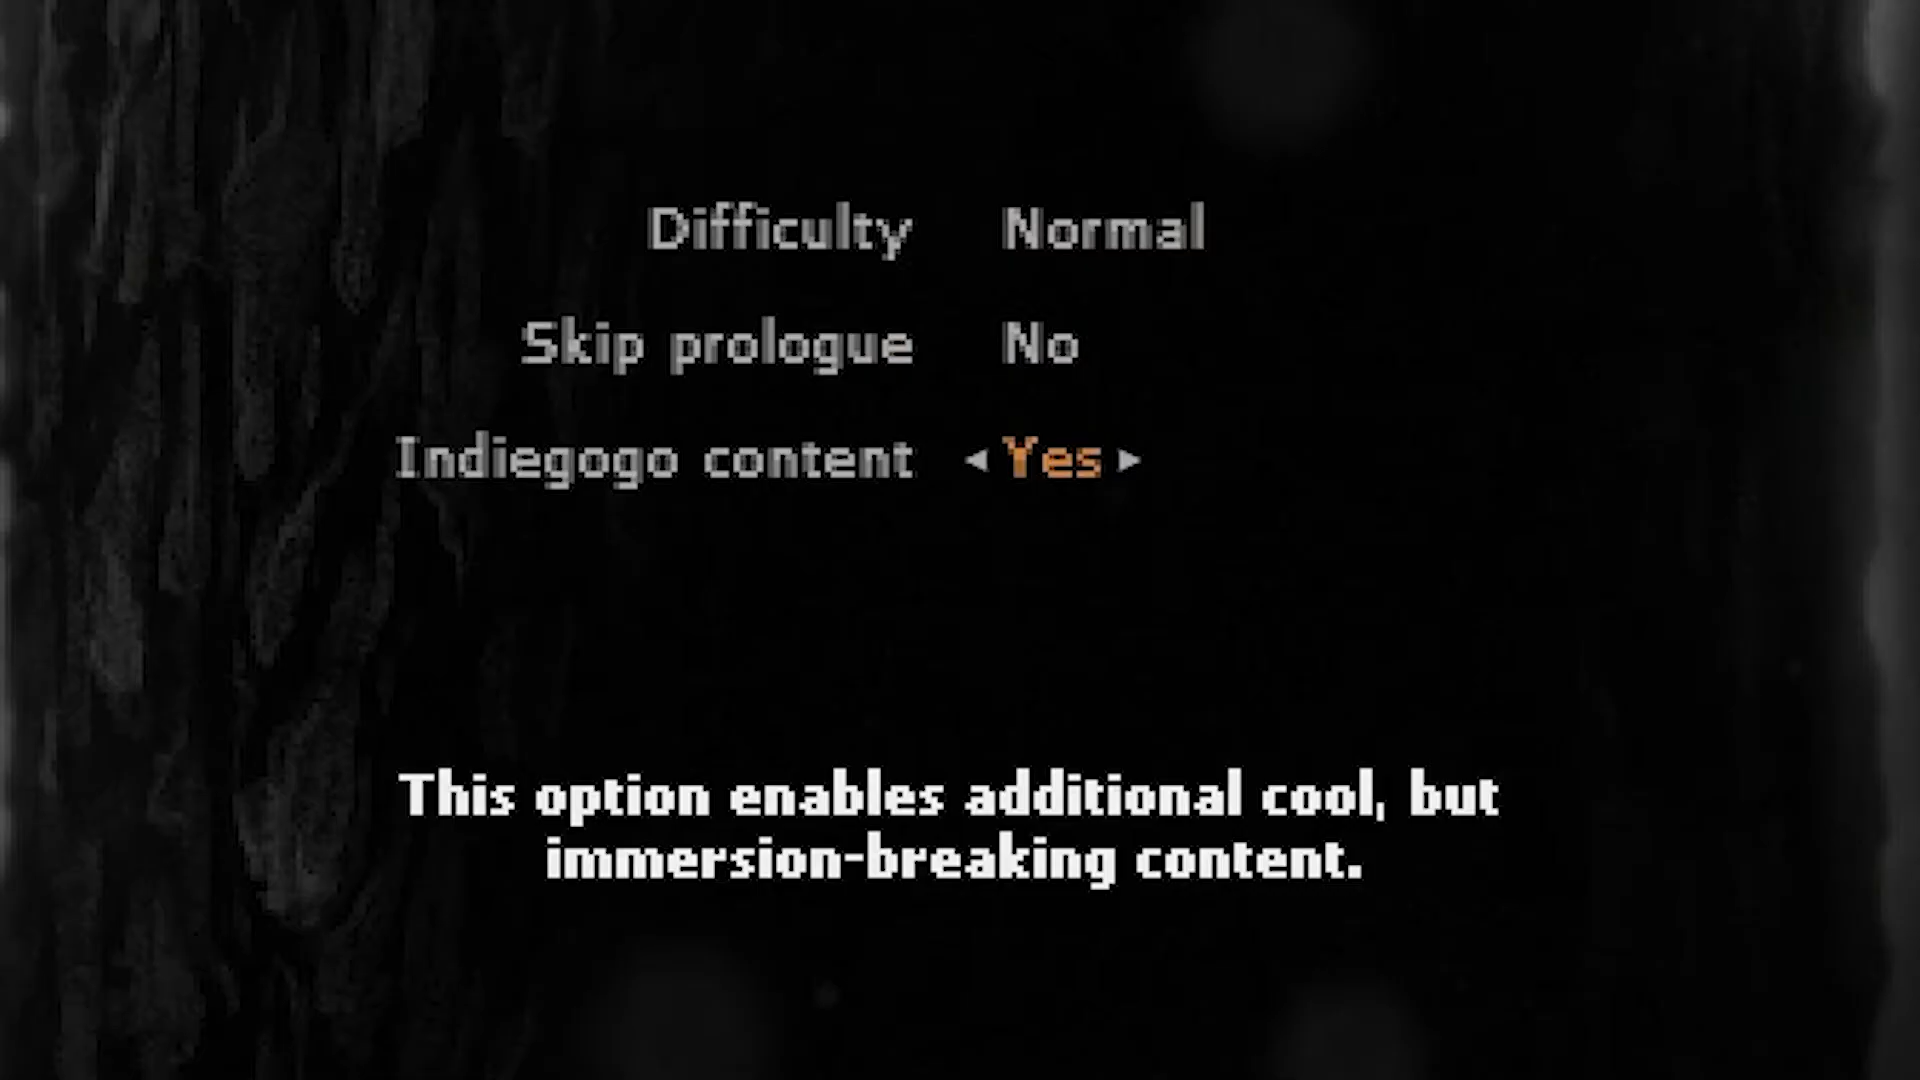 Difficulty Normal
Skip prologue No
Indiegogo content Yes
This option enables additional cool, but
immersion-breaking content.